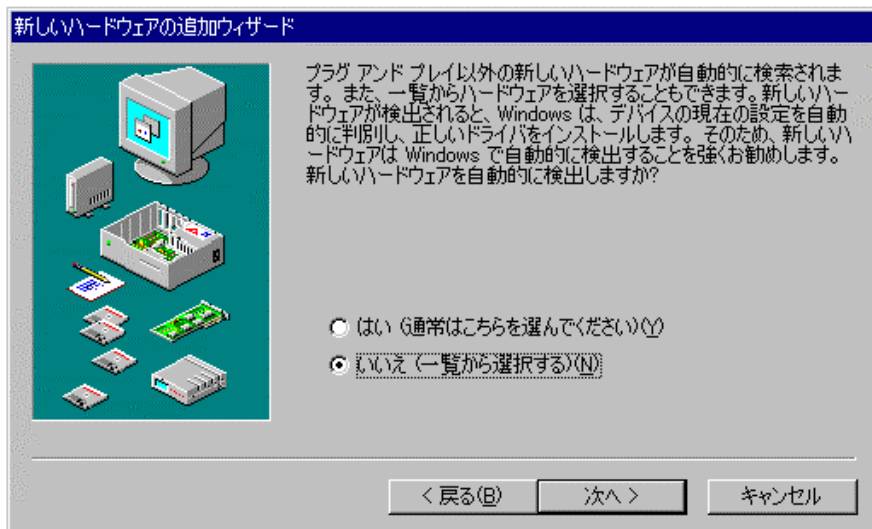 新しいハードウェアの追加ウィザード
プラグ アンド プレイ以外の新しいハードウェアが自動的に検索されま
す。また、一覧からハードウェアを選択することもできます。新しいハー
ドウェアが検出されると、Windows は、デバイスの現在の設定を自動
的に判別し、正しいドライバをインストールします。そのため、新しいハ
ードウェアは Windows で自動的に検出することを強くお勧めします。
新しいハードウェアを自動的に検出しますか?
はい (通常はこちらを選んでください)(Y)
いいえ (一覧から選択する)(N)
< 戻る(B)
次へ >
キャンセル